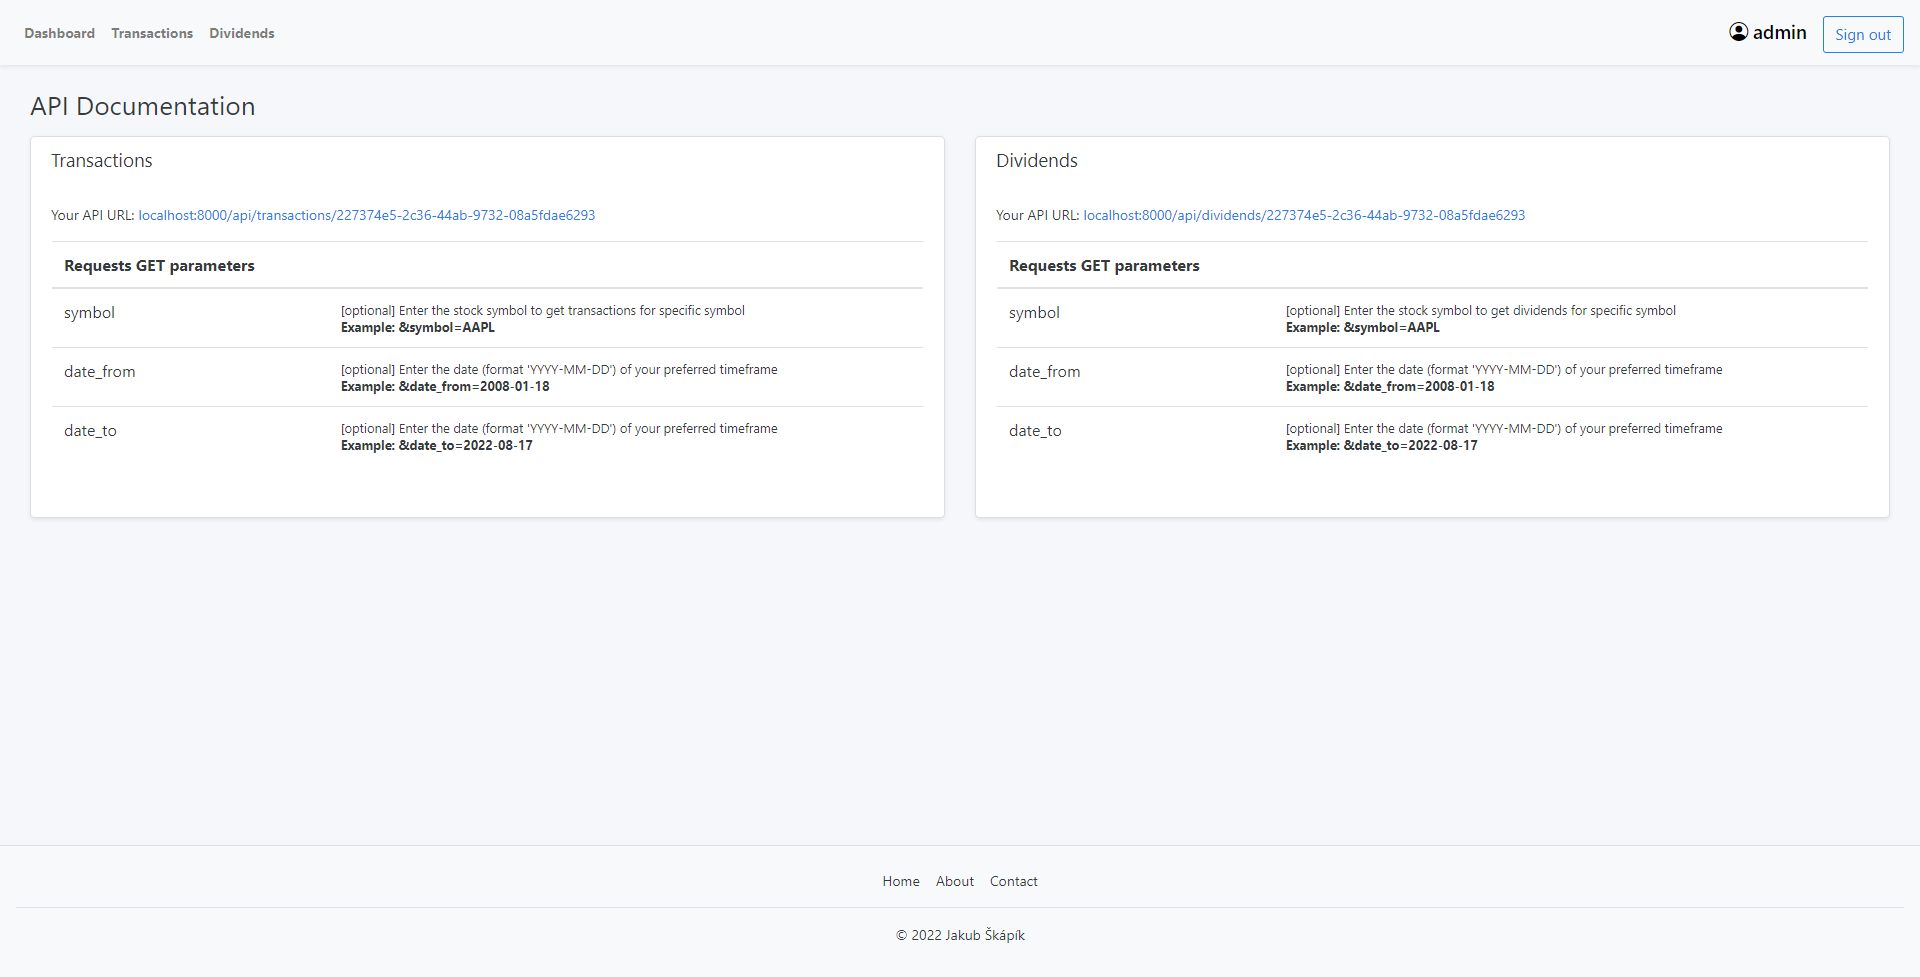 Dashboard Transactions Dividends
admin
Sign out
API Documentation
Transactions
Your API URL: localhost:8000/api/transactions/227374e5-2c36-44ab-9732-08a5fdae6293
Requests GET parameters
symbol
[optional] Enter the stock symbol to get transactions for specific symbol
Example: &symbol=AAPL
date_from
[optional] Enter the date (format 'YYYY-MM-DD') of your preferred timeframe
Example: &date_from=2008-01-18
date_to
[optional] Enter the date (format 'YYYY-MM-DD') of your preferred timeframe
Example: &date_to=2022-08-17
Dividends
Your API URL: localhost:8000/api/dividends/227374e5-2c36-44ab-9732-08a5fdae6293
Requests GET parameters
symbol
[optional] Enter the stock symbol to get dividends for specific symbol
Example: &symbol=AAPL
date_from
[optional] Enter the date (format 'YYYY-MM-DD') of your preferred timeframe
Example: &date_from=2008-01-18
date_to
[optional] Enter the date (format 'YYYY-MM-DD') of your preferred timeframe
Example: &date_to=2022-08-17
Home About Contact
© 2022 Jakub Škápík